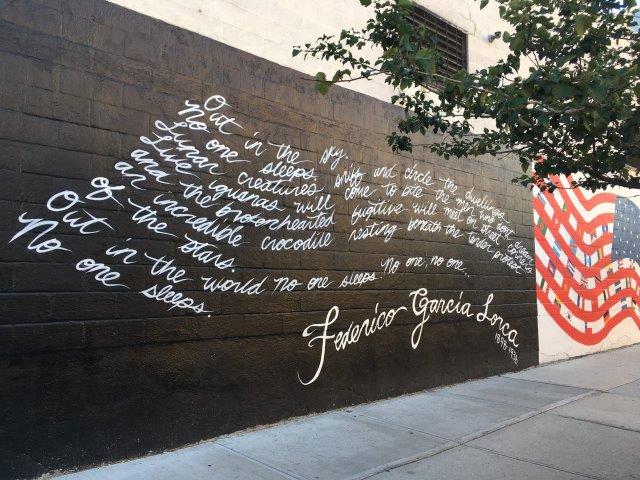 Out in the sky.
No one sleeps
Lunar creatures sniff and circle the dwellings.
Live iguanas will come to bite the men who dont dream
and the brokenhearted fugitive will meet on street corners
an incredible crocodile resting beneath the tender protest
of the stars.
Out in the world no one sleeps. No one, no one.
No one sleeps.
Federico García Lorca
1898-1936